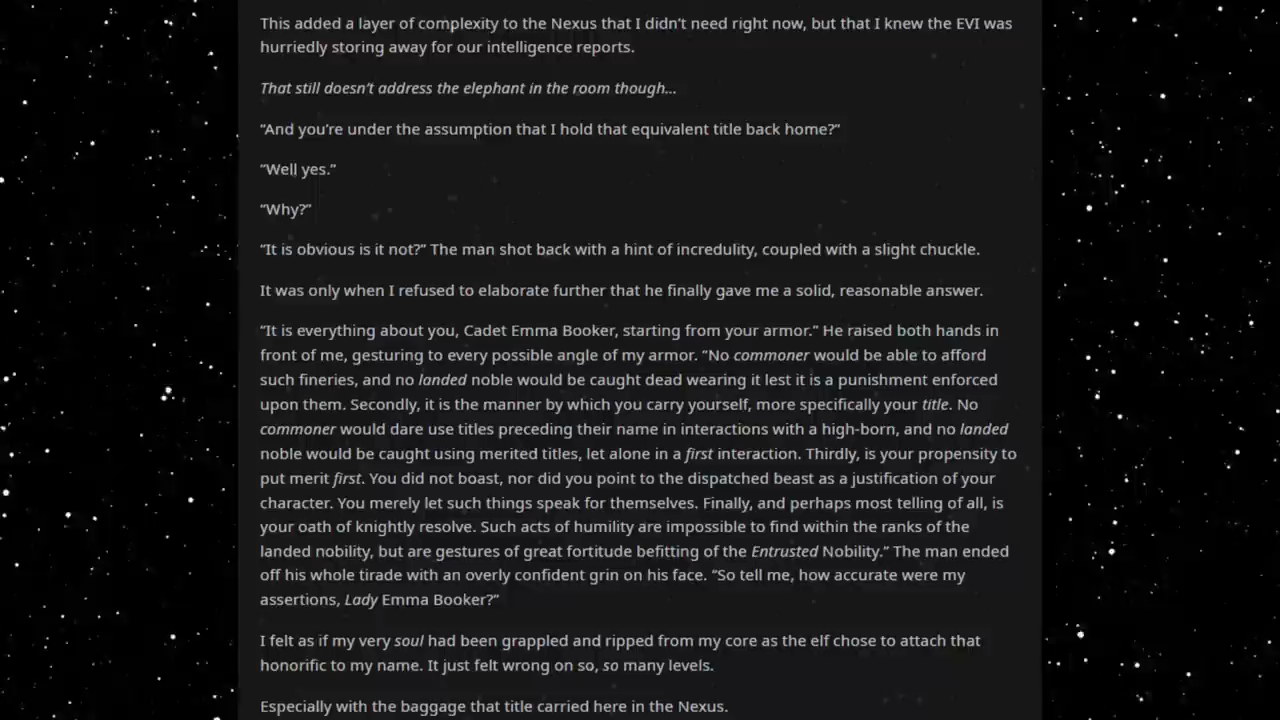 This added a layer of complexity to the Nexus that I didn't need right now, but that I knew the EVI was
hurriedly storing away for our intelligence reports.
That still doesn't address the elephant in the room though...
“And you're under the assumption that I hold that equivalent title back home?”
“Well yes.”
“Why?”
“It is obvious is it not?” The man shot back with a hint of incredulity, coupled with a slight chuckle.
It was only when I refused to elaborate further that he finally gave me a solid, reasonable answer.
“It is everything about you, Cadet Emma Booker, starting from your armor.” He raised both hands in
front of me, gesturing to every possible angle of my armor. “No commoner would be able to afford
such fineries, and no landed noble would be caught dead wearing it lest it is a punishment enforced
upon them. Secondly, it is the manner by which you carry yourself, more specifically your title. No
commoner would dare use titles preceding their name in interactions with a high-born, and no landed
noble would be caught using merited titles, let alone in a first interaction. Thirdly, is your propensity to
put merit first. You did not boast, nor did you point to the dispatched beast as a justification of your
character. You merely let such things speak for themselves. Finally, and perhaps most telling of all, is
your oath of knightly resolve. Such acts of humility are impossible to find within the ranks of the
landed nobility, but are gestures of great fortitude befitting of the Entrusted Nobility.” The man ended
off his whole tirade with an overly confident grin on his face. “So tell me, how accurate were my
assertions, Lady Emma Booker?”
I felt as if my very soul had been grappled and ripped from my core as the elf chose to attach that
honorific to my name. It just felt wrong on so, so many levels.
Especially with the baggage that title carried here in the Nexus.